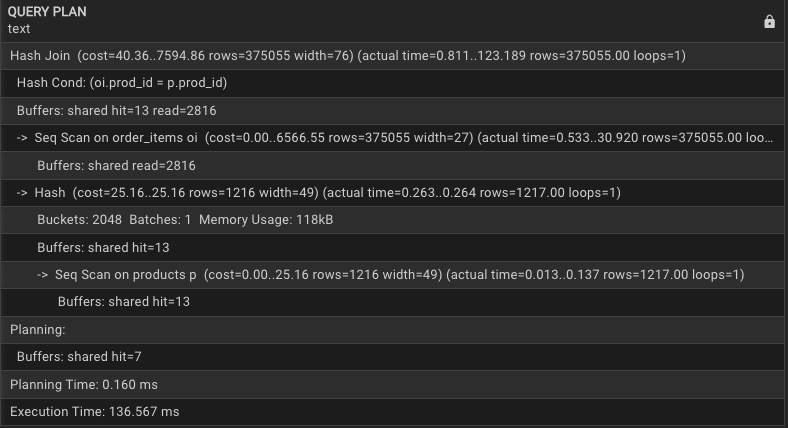 QUERY PLAN
text
Hash Join (cost=40.36..7594.86 rows=375055 width=76) (actual time=0.811..123.189 rows=375055.00 loops=1)
Hash Cond: (oi.prod_id = p.prod_id)
Buffers: shared hit=13 read=2816
-> Seq Scan on order_items oi (cost=0.00..6566.55 rows=375055 width=27) (actual time=0.533..30.920 rows=375055.00 loo...
Buffers: shared read=2816
-> Hash (cost=25.16..25.16 rows=1216 width=49) (actual time=0.263..0.264 rows=1217.00 loops=1)
Buckets: 2048 Batches: 1 Memory Usage: 118kB
Buffers: shared hit=13
-> Seq Scan on products p (cost=0.00..25.16 rows=1216 width=49) (actual time=0.013..0.137 rows=1217.00 loops=1)
Buffers: shared hit=13
Planning:
Buffers: shared hit=7
Planning Time: 0.160 ms
Execution Time: 136.567 ms